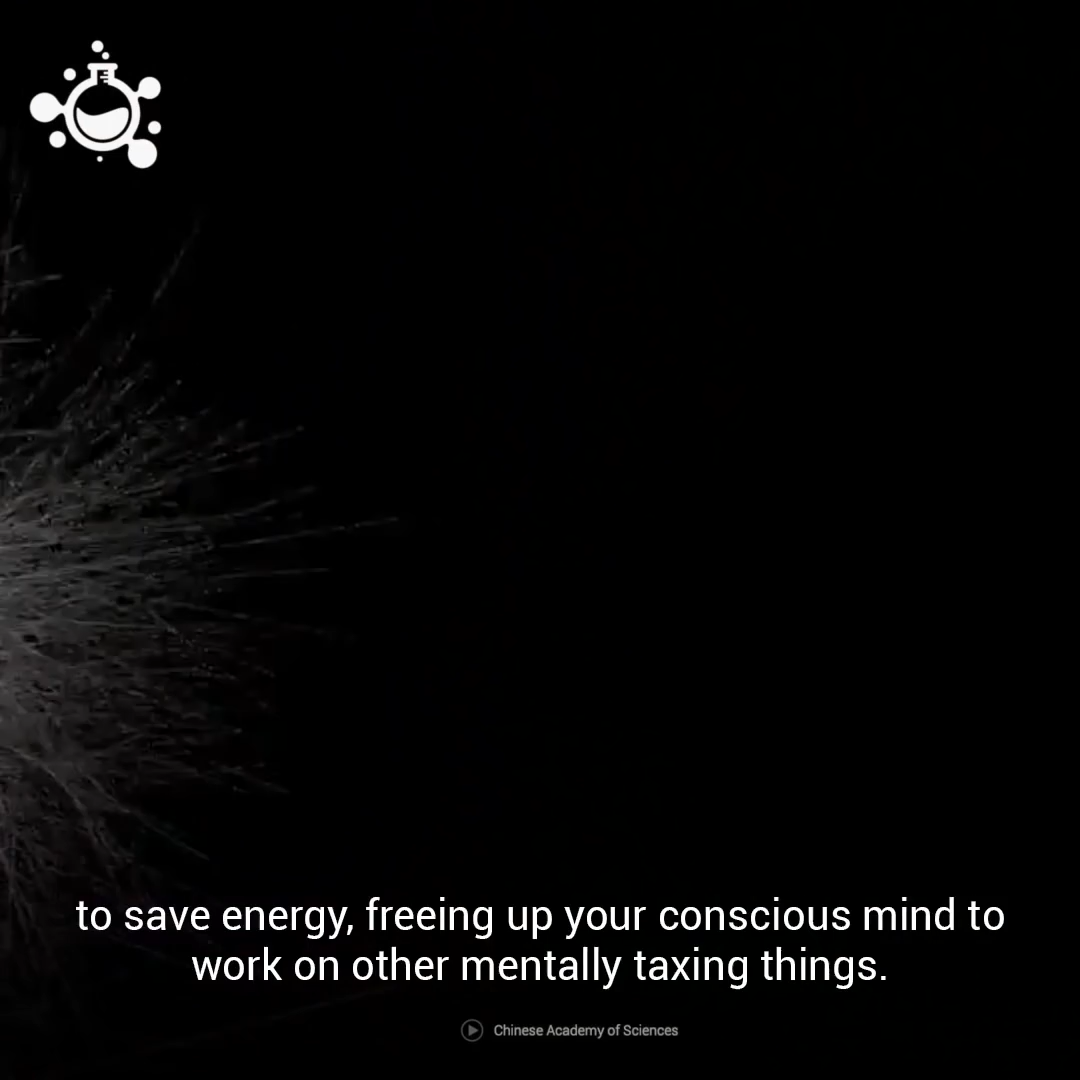 to save energy, freeing up your conscious mind to
work on other mentally taxing things.
Chinese Academy of Sciences